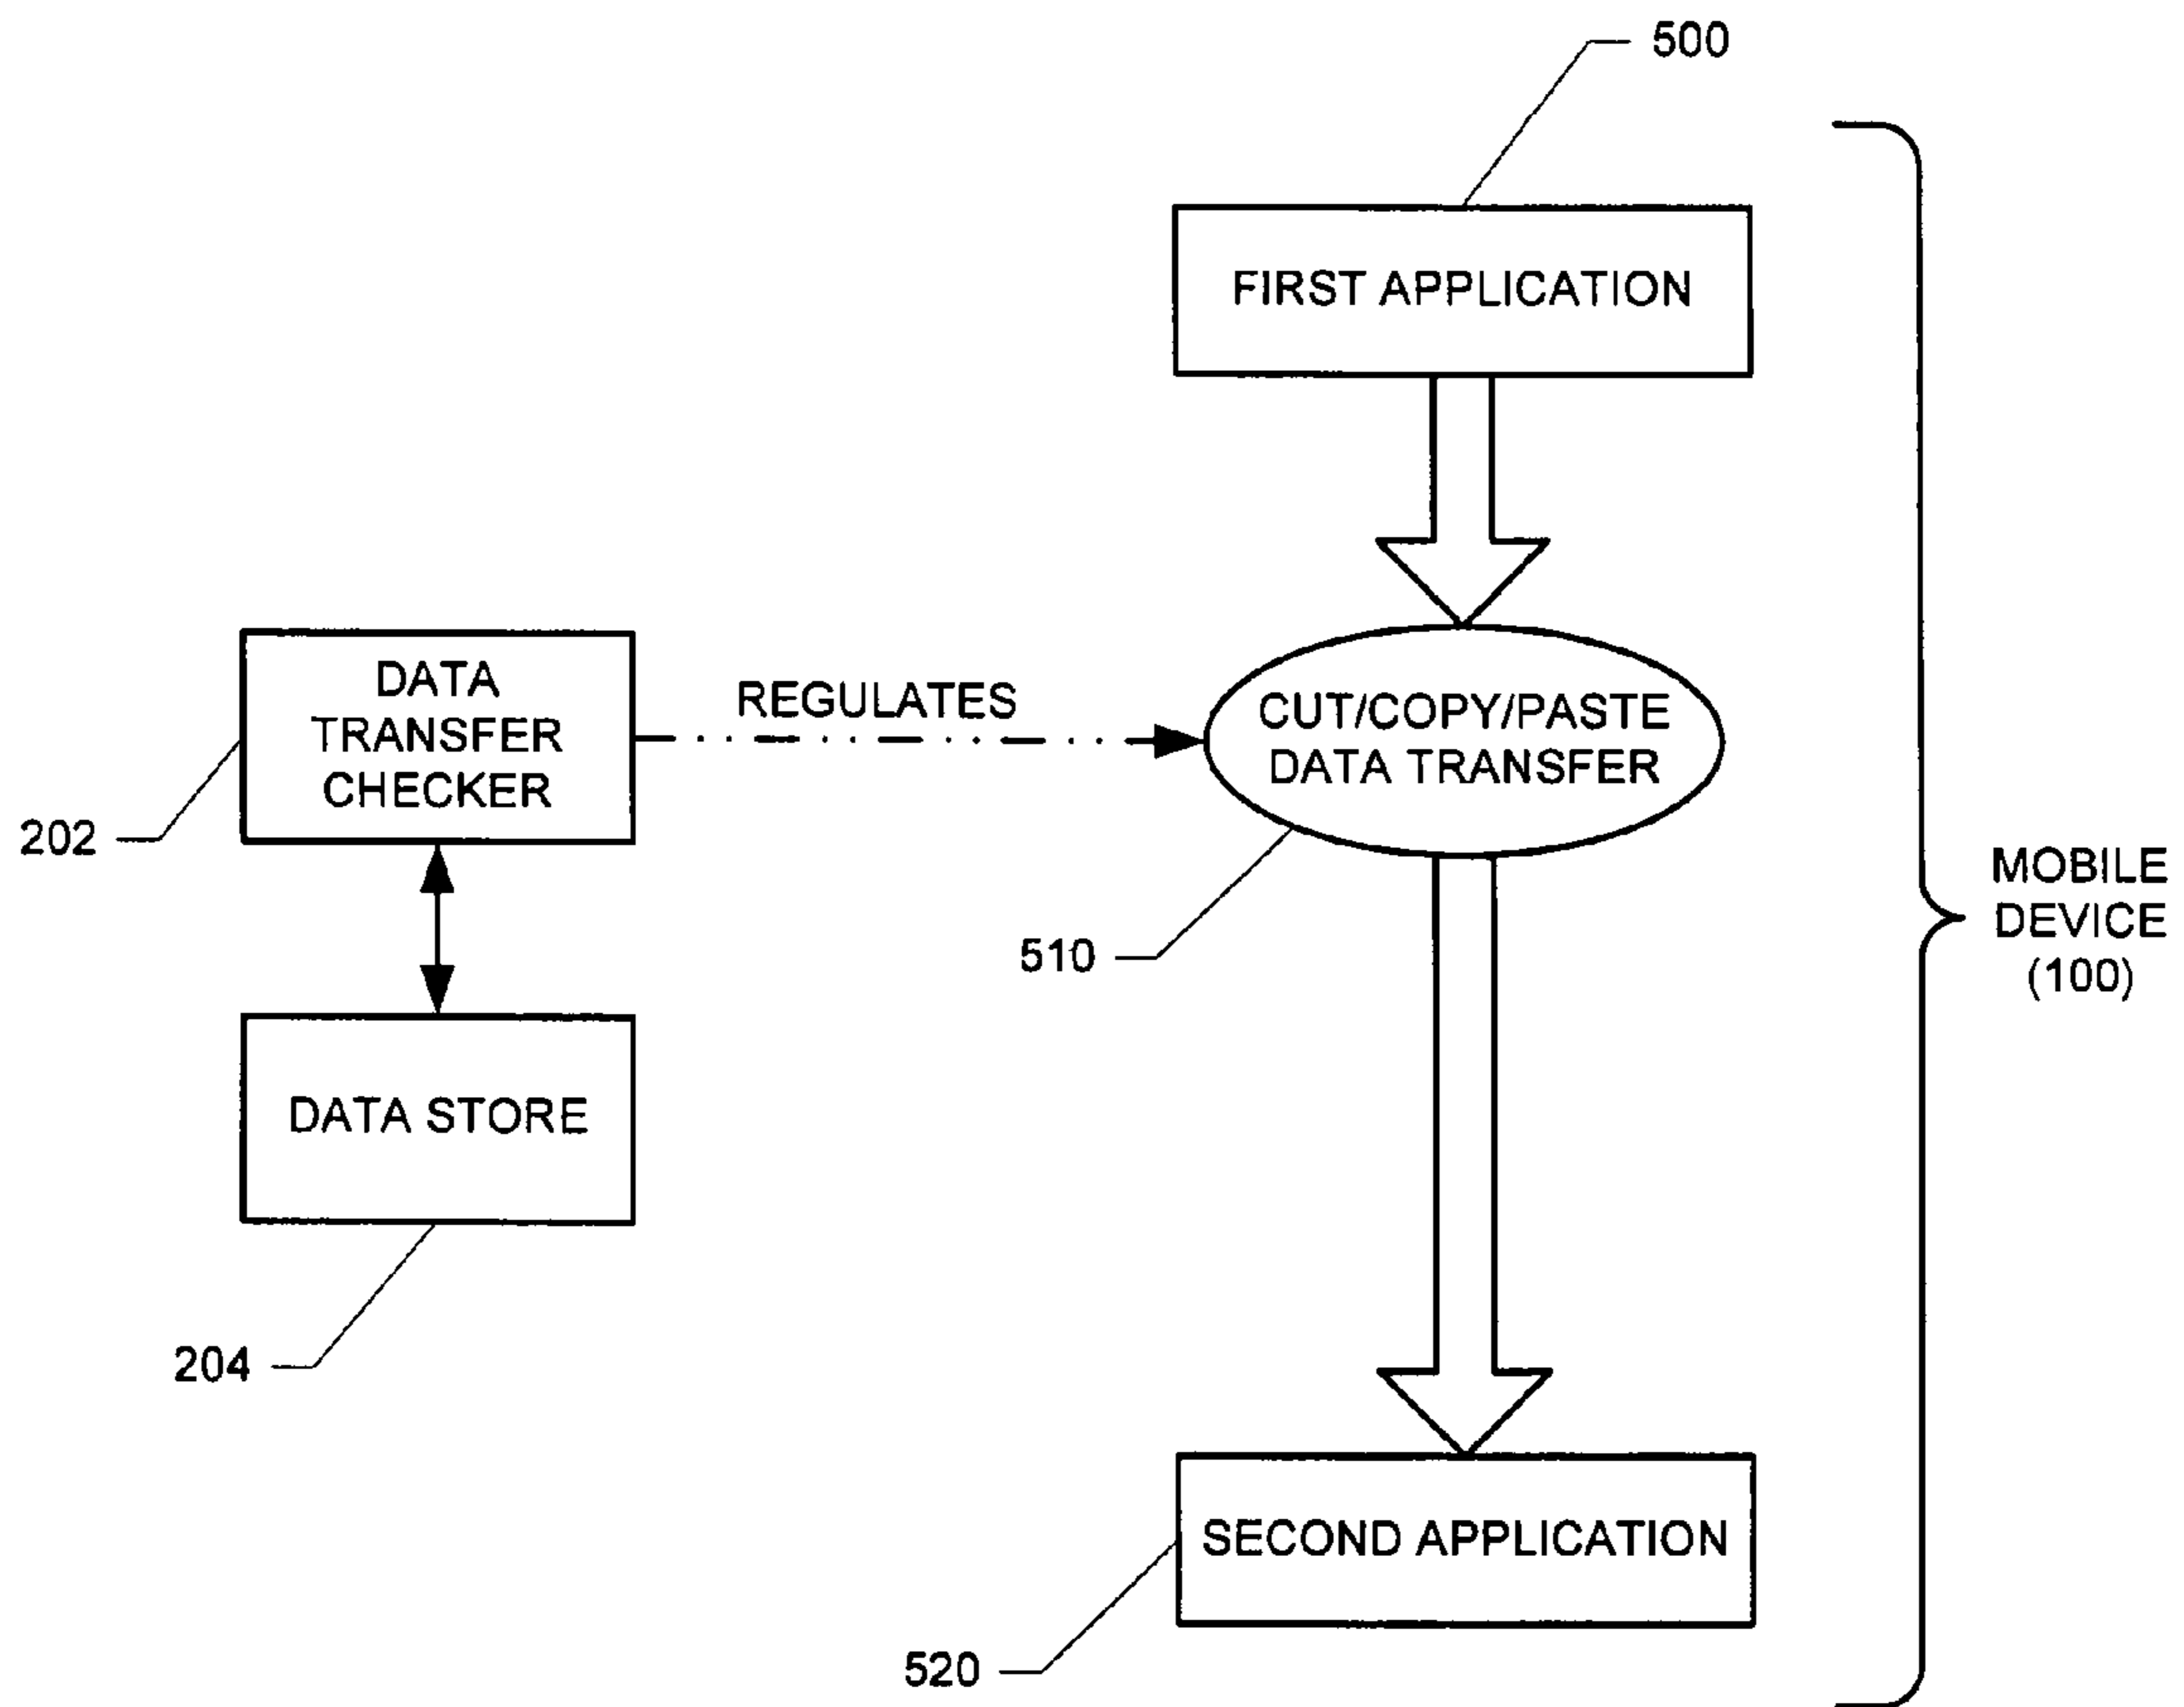 500
FIRST APPLICATION
DATA
TRANSFER
CHECKER
REGULATES
CUT/COPY/PASTE
DATA TRANSFER
202
510
MOBILE
DEVICE
(100)
DATA STORE
204
SECOND APPLICATION
520